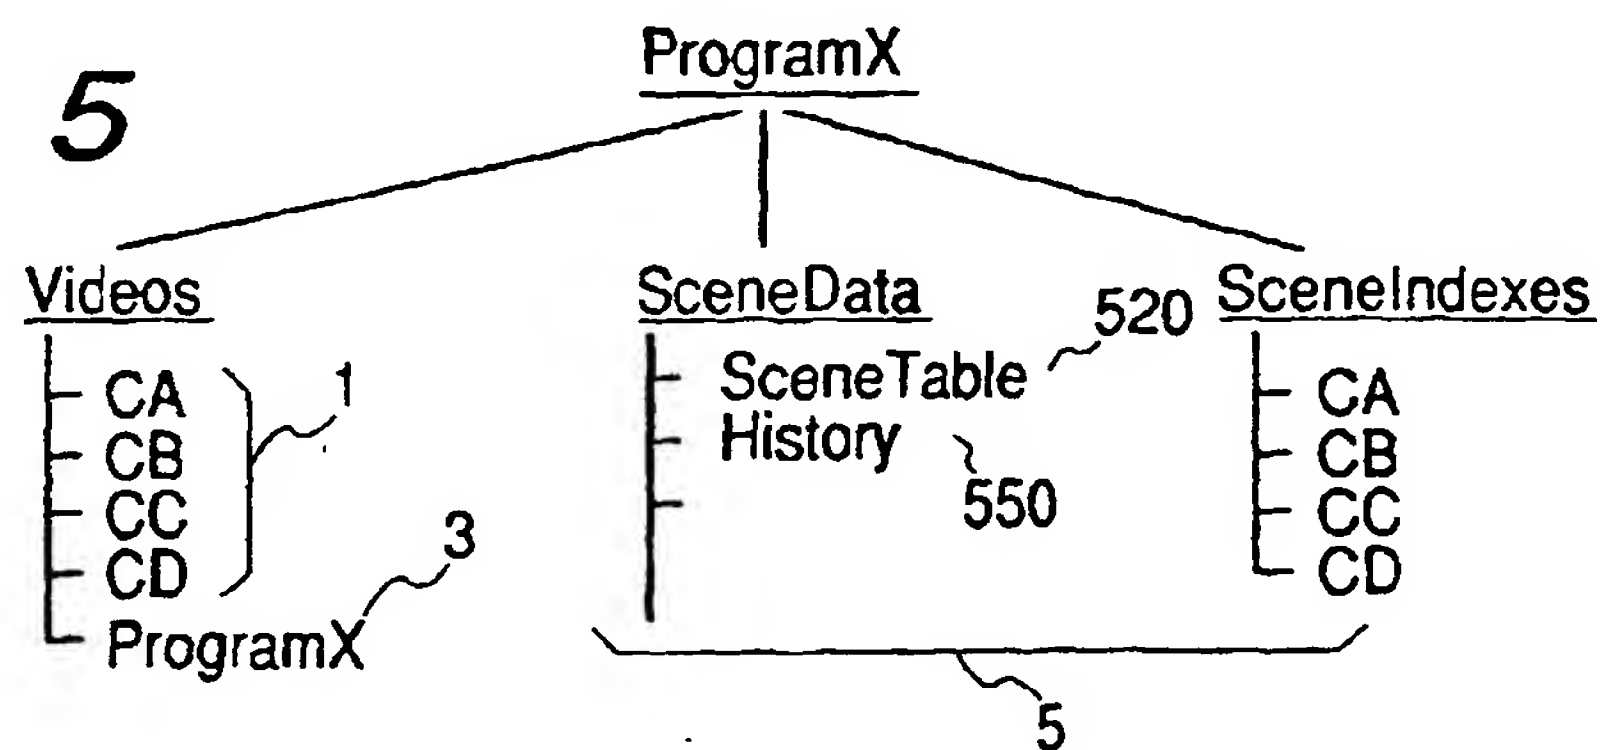 5
ProgramX
Videos
CA
CB
CC
CD
ProgramX
1
3
SceneData
SceneTable
History
520
550
SceneIndexes
CA
CB
CC
CD
5